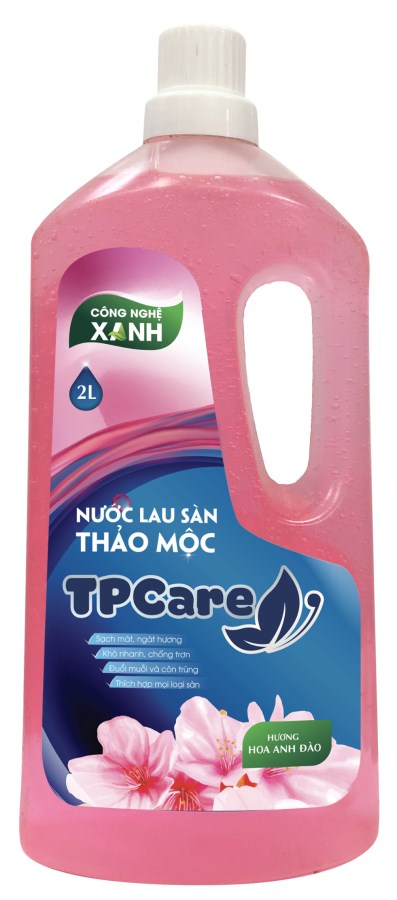 CÔNG NGHỆ
XANH
2L
NƯỚC LAU SÀN
THẢO MỘC
TPCare
Sạch mát, ngát hương
Khô nhanh, chống trơn
Đuổi muỗi và côn trùng
Thích hợp mọi loại sàn
HƯƠNG
HOA ANH ĐÀO